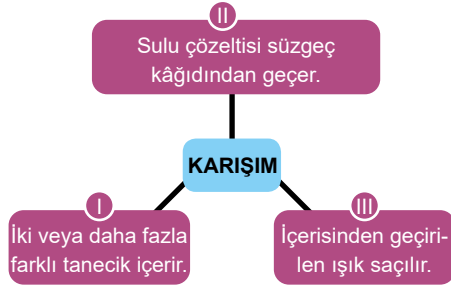 II
Sulu çözeltisi süzgeç
kâğıdından geçer.
KARIŞIM
I
İki veya daha fazla
farklı tanecik içerir.
III
İçerisinden geçiri-
len ışık saçılır.